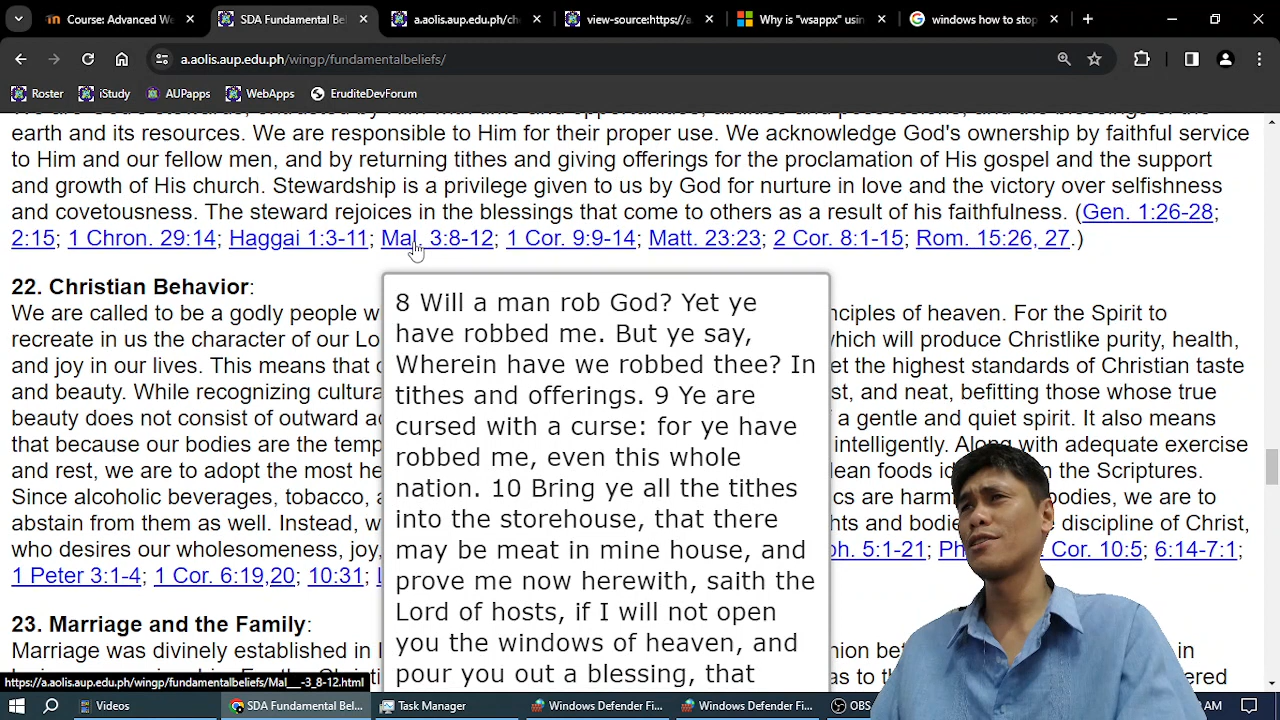 Course: Advanced We
SDA Fundamental Bel
a.aolis.aup.edu.ph/ch
view-source:https://a.
Why is "wsappx" usin
windows how to stop
a.aolis.aup.edu.ph/wingp/fundamentalbeliefs/
Roster
iStudy
AUPapps
WebApps
EruditeDevForum
earth and its resources. We are responsible to Him for their proper use. We acknowledge God's ownership by faithful service
to Him and our fellow men, and by returning tithes and giving offerings for the proclamation of His gospel and the support
and growth of His church. Stewardship is a privilege given to us by God for nurture in love and the victory over selfishness
and covetousness. The steward rejoices in the blessings that come to others as a result of his faithfulness. (Gen. 1:26-28;
2:15; 1 Chron. 29:14; Haggai 1:3-11; Mal. 3:8-12; 1 Cor. 9:9-14; Matt. 23:23; 2 Cor. 8:1-15; Rom. 15:26, 27.)
22. Christian Behavior:
We are called to be a godly people w
nciples of heaven. For the Spirit to
recreate in us the character of our Lo
which will produce Christlike purity, health,
and joy in our lives. This means that
et the highest standards of Christian taste
and beauty. While recognizing cultura
st, and neat, befitting those whose true
beauty does not consist of outward a
a gentle and quiet spirit. It also means
that because our bodies are the temp
intelligently. Along with adequate exercise
and rest, we are to adopt the most he
lean foods in the Scriptures.
Since alcoholic beverages, tobacco,
cs are harm bodies, we are to
abstain from them as well. Instead, w
hts and bodie discipline of Christ,
who desires our wholesomeness, joy,
ph. 5:1-21; Ph Cor. 10:5; 6:14-7:1;
1 Peter 3:1-4; 1 Cor. 6:19,20; 10:31;
8 Will a man rob God? Yet ye
have robbed me. But ye say,
Wherein have we robbed thee? In
tithes and offerings. 9 Ye are
cursed with a curse: for ye have
robbed me, even this whole
nation. 10 Bring ye all the tithes
into the storehouse, that there
may be meat in mine house, and
prove me now herewith, saith the
Lord of hosts, if I will not open
you the windows of heaven, and
pour you out a blessing, that
23. Marriage and the Family:
Marriage was divinely established in
nion be in
as to th ered
https://a.aolis.aup.edu.ph/wingp/fundamentalbeliefs/Mal___-3_8-12.html
Videos
SDA Fundamental Bel...
Task Manager
Windows Defender Fi...
Windows Defender Fi...
OBS
AM